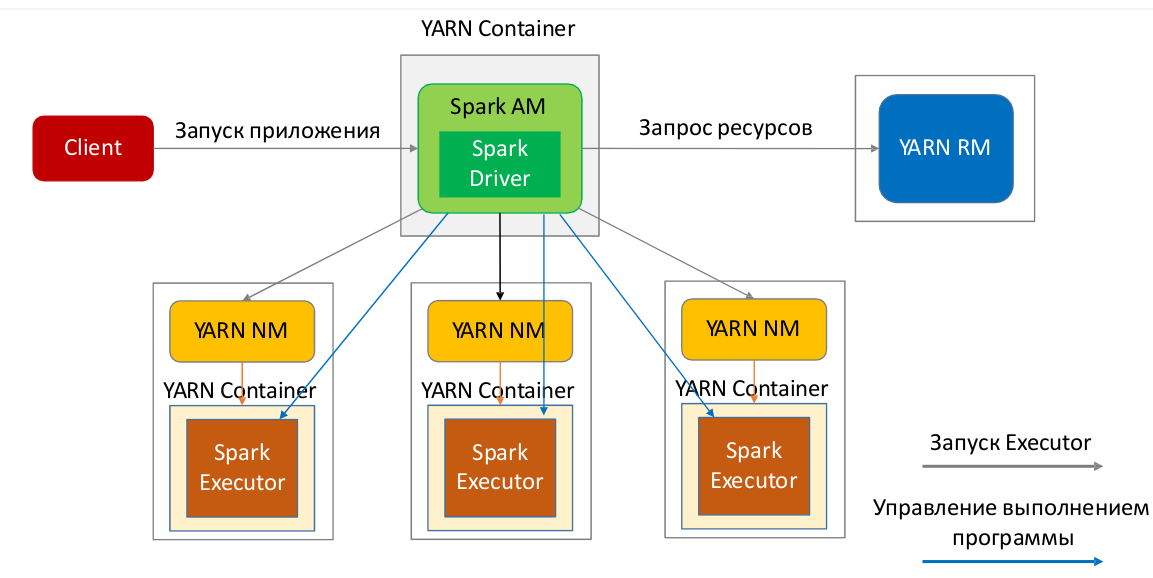 YARN Container
Spark AM
Spark
Driver
Client
Запуск приложения
Запрос ресурсов
YARN RM
YARN NM
YARN NM
YARN NM
YARN Container
YARN Container
YARN Container
Spark
Executor
Spark
Executor
Spark
Executor
Запуск Executor
Управление выполнением
программы